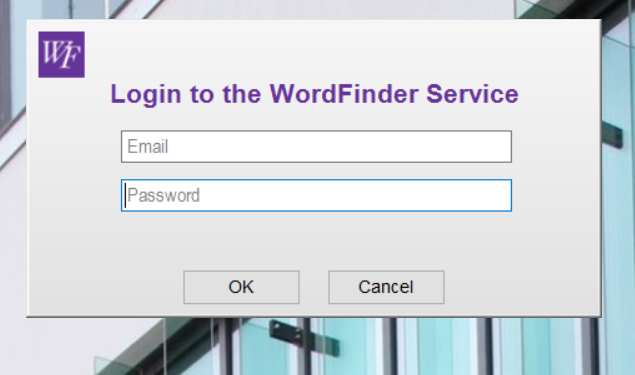 WF
Login to the WordFinder Service
Email
Password
OK Cancel